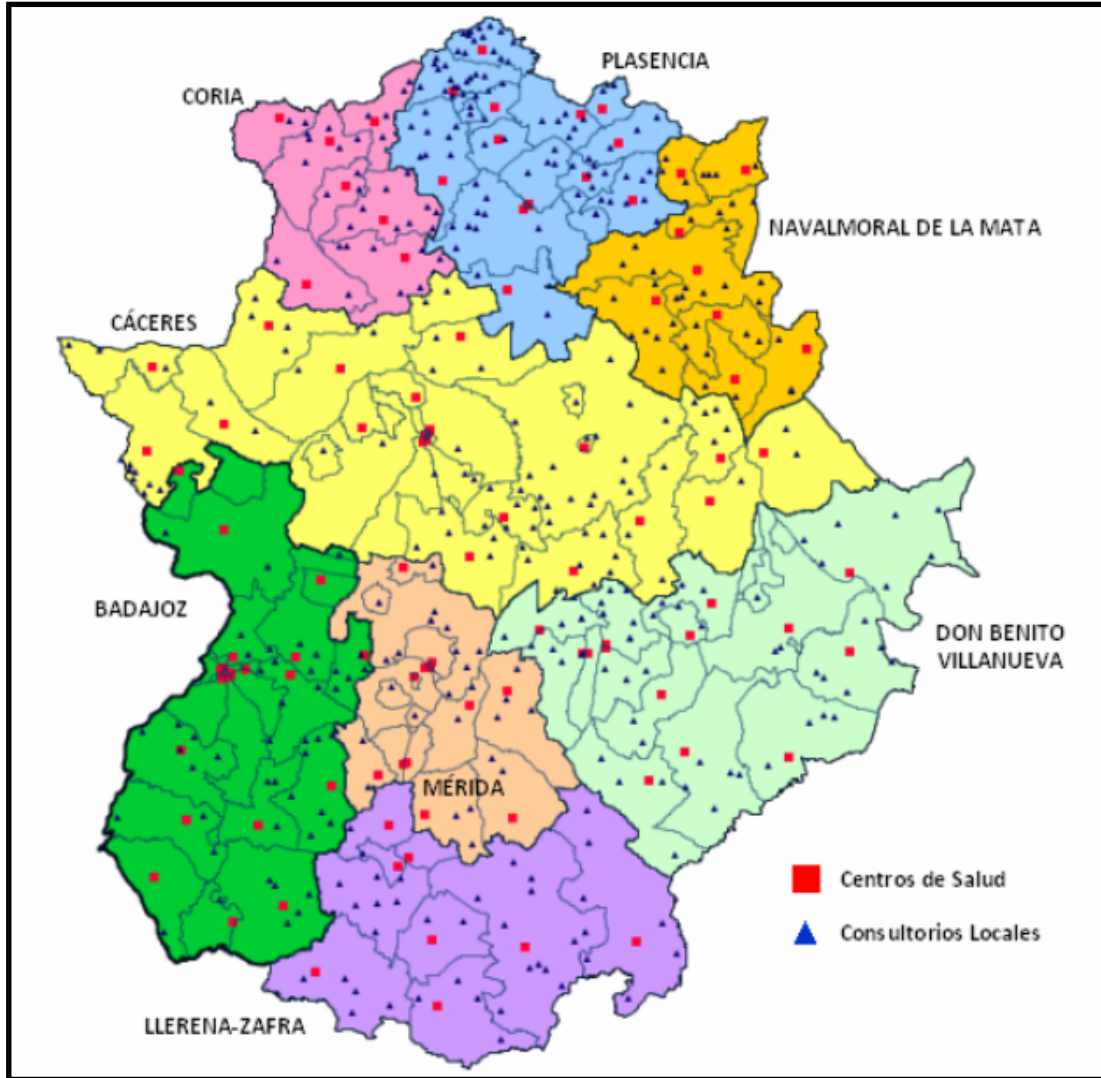 PLASENCIA
CORIA
NAVALMORAL DE LA MATA
CÁCERES
BADAJOZ
DON BENITO
VILLANUEVA
MÉRIDA
Centros de Salud
Consultorios Locales
LLERENA-ZAFRA